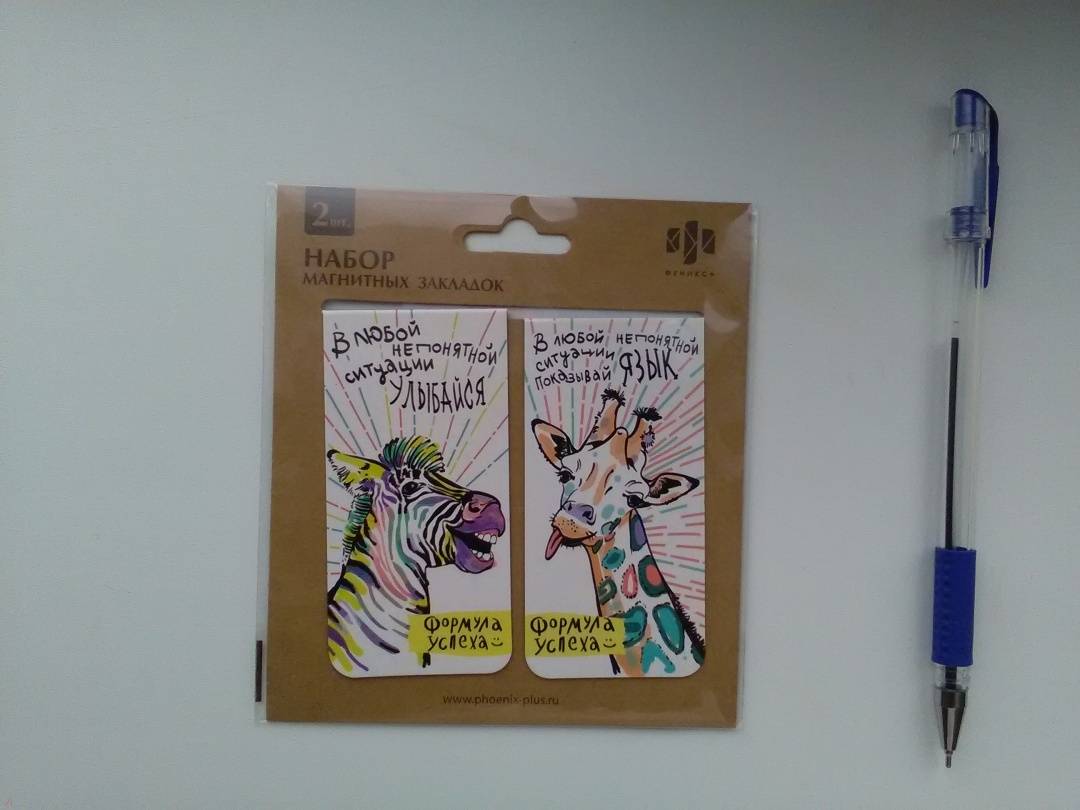 2 шт.
НАБОР
МАГНИТНЫХ ЗАКЛАДОК
ФЕНИКС+
В ЛЮБОЙ
НЕПОНЯТНОЙ
СИТУАЦИИ
УЛЫБАЙСЯ
ФОРМУЛА
УСПЕХА
В ЛЮБОЙ НЕПОНЯТНОЙ
СИТУАЦИИ
ПОКАЗЫВАЙ ЯЗЫК
ФОРМУЛА
УСПЕХА
www.phoenix-plus.ru